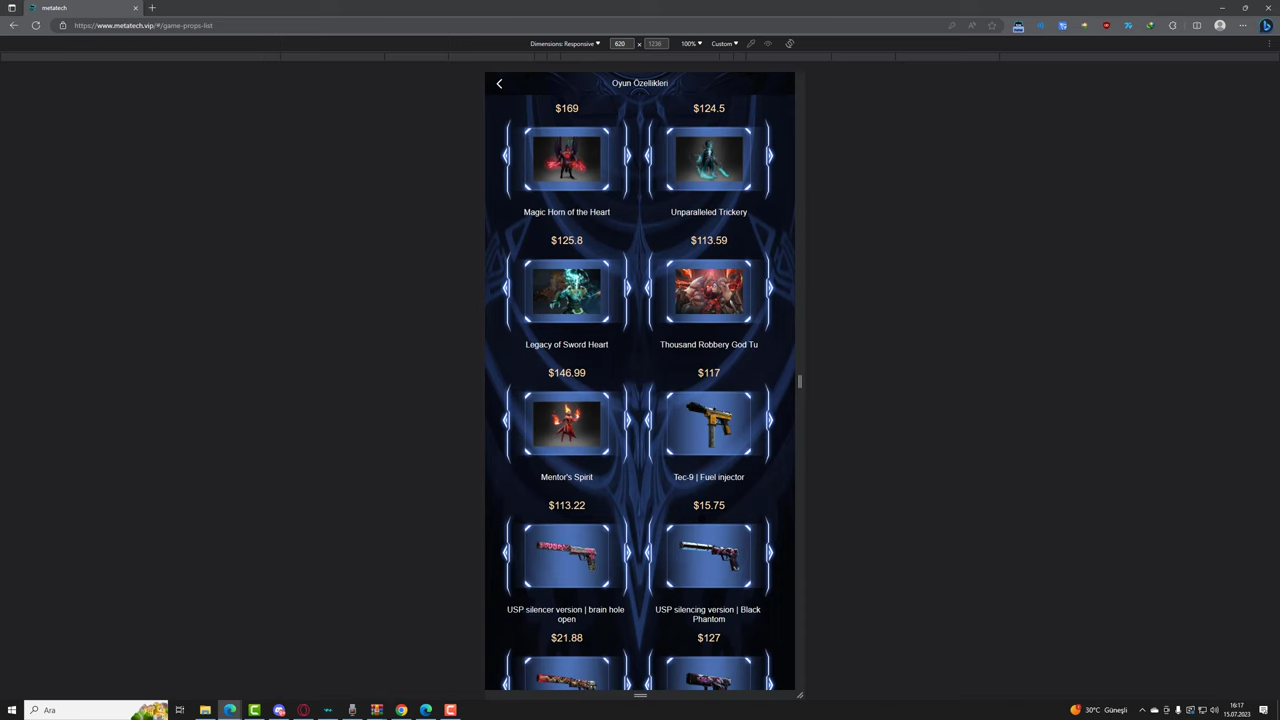 metatech
https://www.metatech.vip/#/game-props-list
Dimensions: Responsive
620
×
1236
100%
Custom
Oyun Özellikleri
$169
$124.5
Magic Horn of the Heart
Unparalleled Trickery
$125.8
$113.59
Legacy of Sword Heart
Thousand Robbery God Tu
$146.99
$117
Mentor's Spirit
Tec-9 | Fuel injector
$113.22
$15.75
USP silencer version | brain hole
open
USP silencing version | Black
Phantom
$21.88
$127
Ara
30°C Güneşli
16:17
15.07.2023